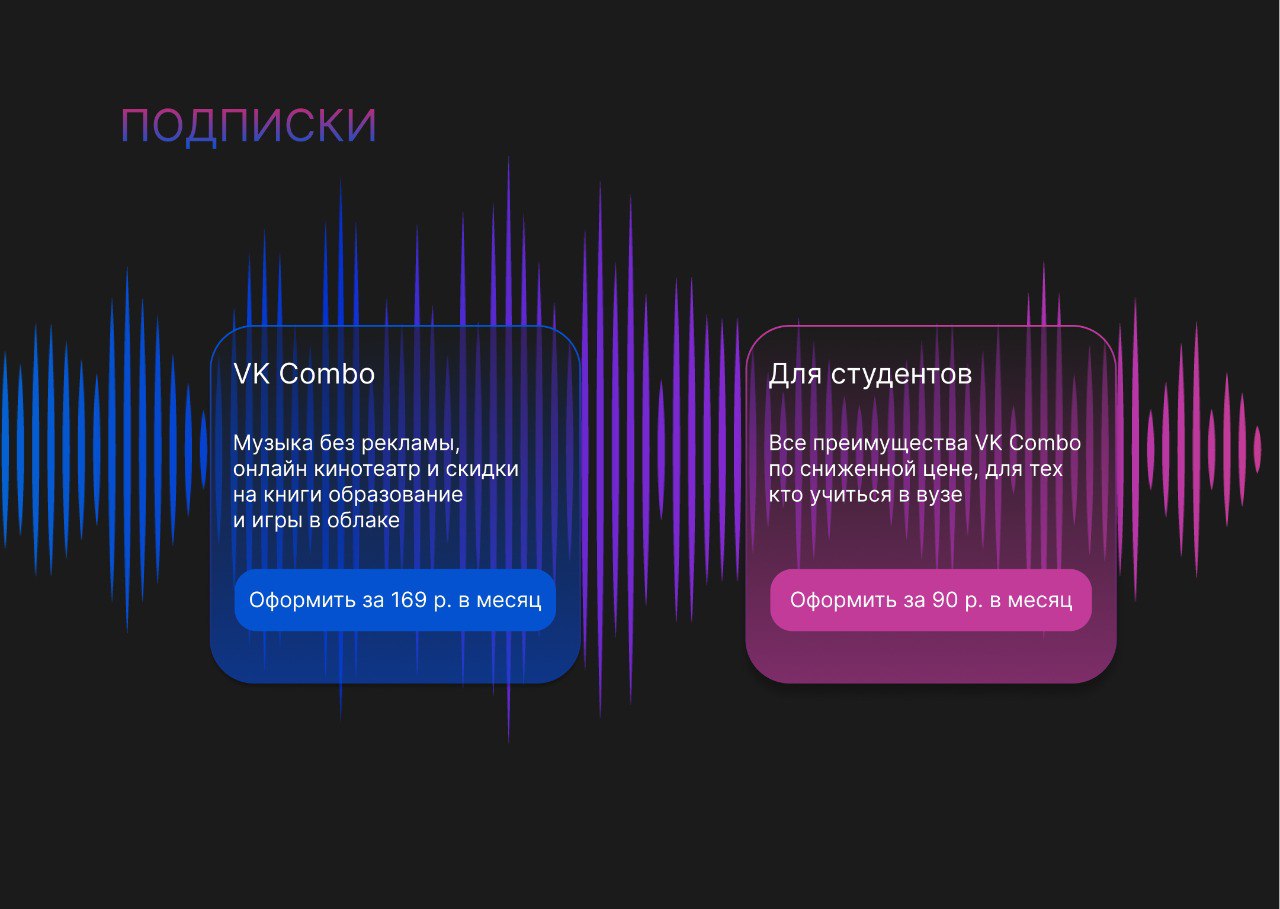 ПОДПИСКИ
VK Combo
Музыка без рекламы,
онлайн кинотеатр и скидки
на книги образование
и игры в облаке
Оформить за 169 р. в месяц
Для студентов
Все преимущества VK Combo
по сниженной цене, для тех
кто учиться в вузе
Оформить за 90 р. в месяц